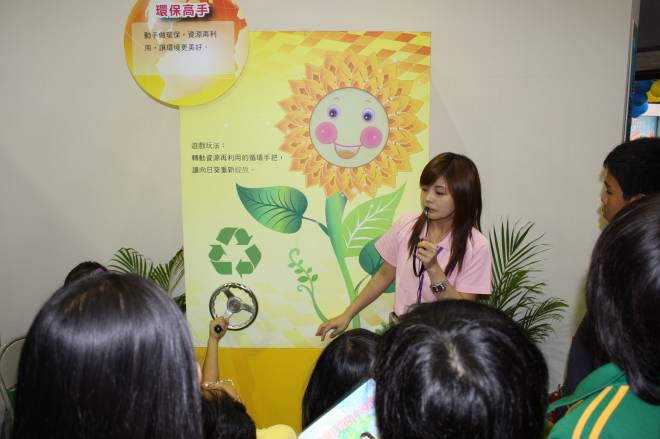 環保高手
動手做環保，資源再利
用，讓環境更美好。
遊戲玩法：
轉動資源再利用的循環手把，
讓向日葵重新綻放。